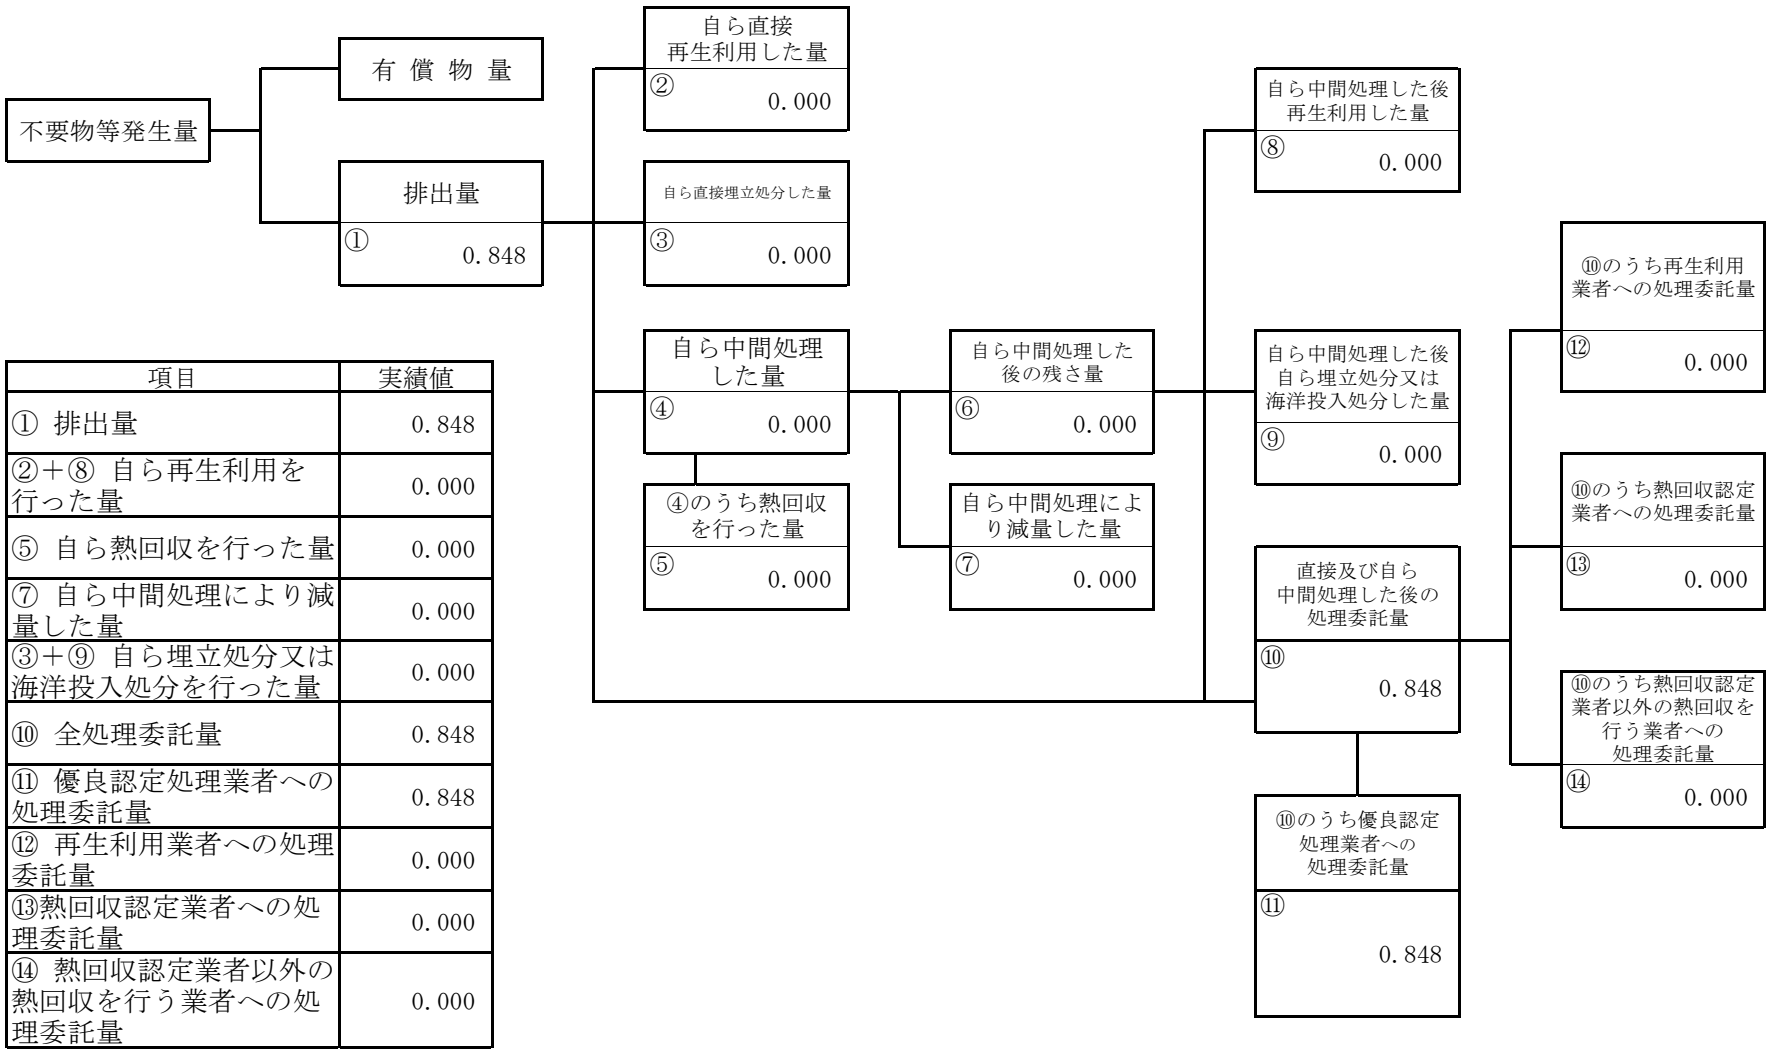 不要物等発生量
有 償 物 量
排出量
①
0.848
自ら直接
再生利用した量
②
0.000
自ら直接埋立処分した量
③
0.000
自ら中間処理
した量
④
0.000
④のうち熱回収
を行った量
⑤
0.000
自ら中間処理した
後の残さ量
⑥
0.000
自ら中間処理によ
り減量した量
⑦
0.000
自ら中間処理した後
再生利用した量
⑧
0.000
自ら中間処理した後
自ら埋立処分又は
海洋投入処分した量
⑨
0.000
直接及び自ら
中間処理した後の
処理委託量
⑩
0.848
⑩のうち優良認定
処理業者への
処理委託量
⑪
0.848
⑩のうち再生利用
業者への処理委託量
⑫
0.000
⑩のうち熱回収認定
業者への処理委託量
⑬
0.000
⑩のうち熱回収認定
業者以外の熱回収を
行う業者への
処理委託量
⑭
0.000
項目 実績値
① 排出量 0.848
②＋⑧ 自ら再生利用を
行った量 0.000
⑤ 自ら熱回収を行った量 0.000
⑦ 自ら中間処理により減
量した量 0.000
③＋⑨ 自ら埋立処分又は
海洋投入処分を行った量 0.000
⑩ 全処理委託量 0.848
⑪ 優良認定処理業者への
処理委託量 0.848
⑫ 再生利用業者への処理
委託量 0.000
⑬熱回収認定業者への処
理委託量 0.000
⑭ 熱回収認定業者以外の
熱回収を行う業者への処
理委託量 0.000